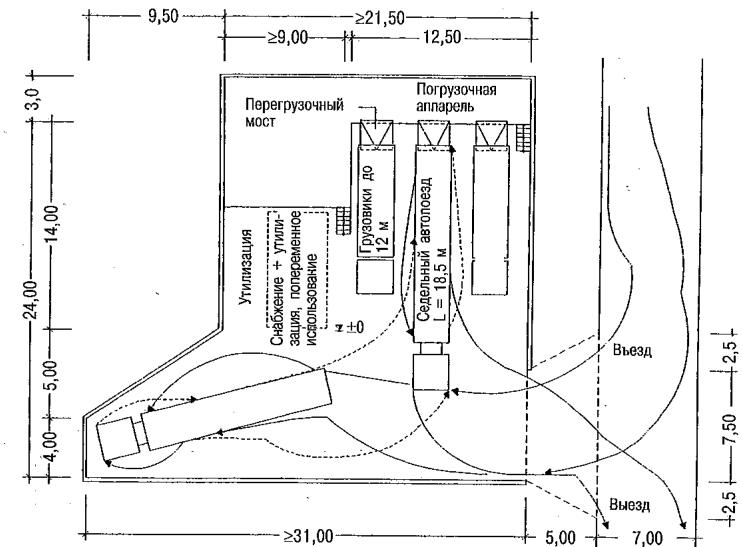 9,50
≥21,50
≥9,00
12,50
3,0
Погрузочная
аппарель
Перегрузочный
мост
14,00
24,00
5,00
4,00
Утилизация
Снабжение + утили-
зация, попеременное
использование
Грузовики до
12 м
Седельный автопоезд
L = 18,5 м
±0
Въезд
Выезд
2,5
7,50
2,5
≥31,00
5,00
7,00